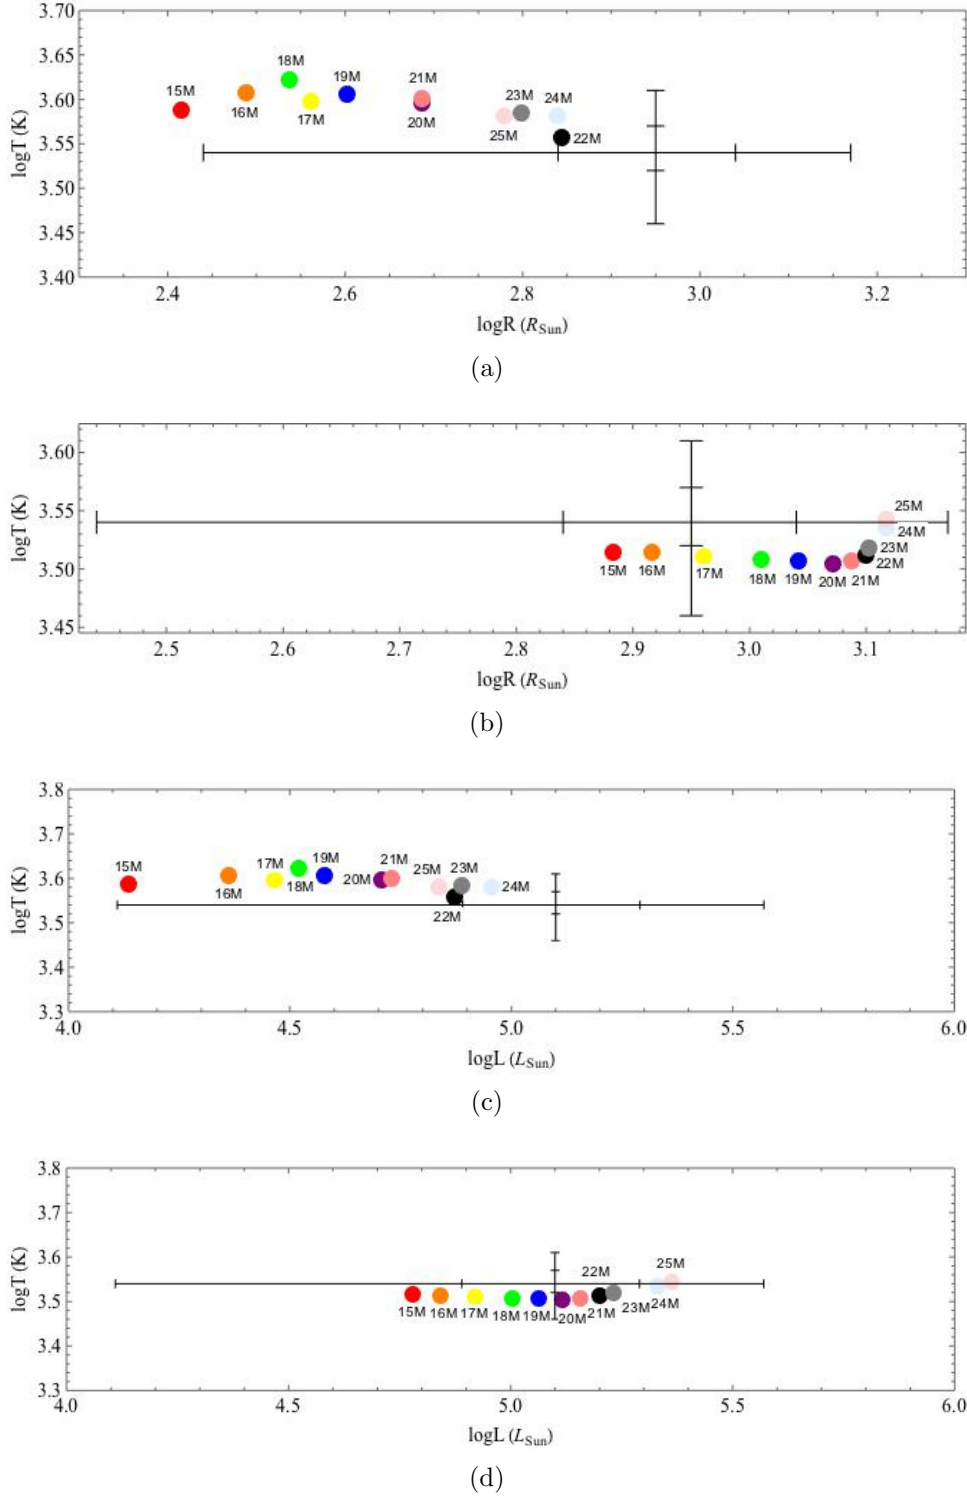 3.70
3.65
3.60
3.55
3.50
3.45
3.40
logT (K)
18M
15M
19M
21M
16M
17M
20M
23M
24M
25M
22M
2.4 2.6 2.8 3.0 3.2
logR (RSun)
(a)
3.60
3.55
3.50
3.45
logT (K)
25M
24M
23M
22M
15M 16M 17M 18M 19M 20M 21M
2.5 2.6 2.7 2.8 2.9 3.0 3.1
logR (RSun)
(b)
3.8
3.7
3.6
3.5
3.4
3.3
logT (K)
15M
17M
19M
21M
25M
23M
16M
18M
20M
24M
22M
4.0 4.5 5.0 5.5 6.0
logL (LSun)
(c)
3.8
3.7
3.6
3.5
3.4
3.3
logT (K)
22M
25M
15M 16M 17M 18M 19M 20M 21M 23M 24M
4.0 4.5 5.0 5.5 6.0
logL (LSun)
(d)